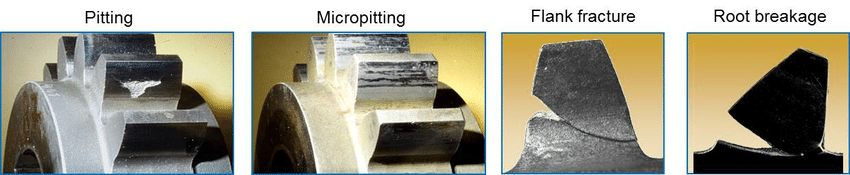 Pitting
Micropitting
Flank fracture
Root breakage